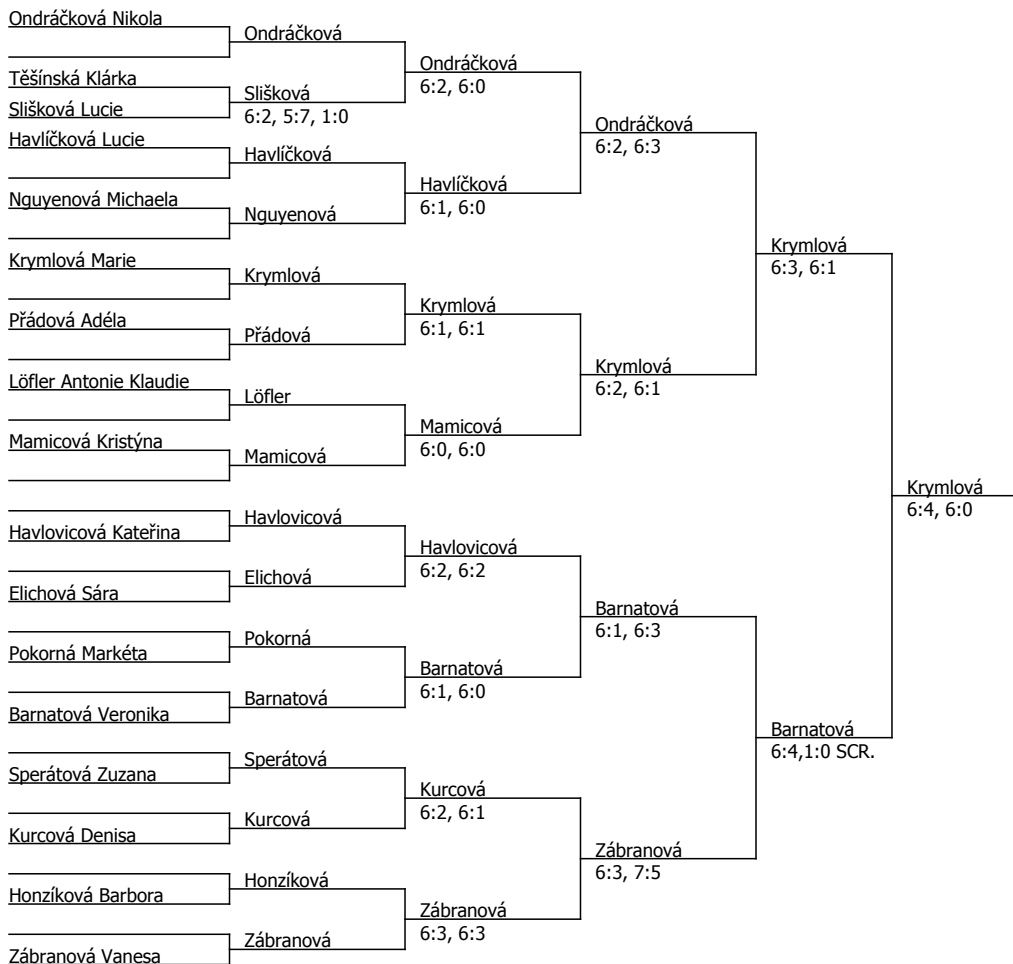 Ondráčková Nikola
Ondráčková
Ondráčková
6:2, 6:0
Těšínská Klárka
Slišková
6:2, 5:7, 1:0
Slišková Lucie
Ondráčková
6:2, 6:3
Havlíčková Lucie
Havlíčková
Havlíčková
6:1, 6:0
Nguyenová Michaela
Nguyenová
Krymlová
6:3, 6:1
Krymlová Marie
Krymlová
Krymlová
6:1, 6:1
Přádová Adéla
Přádová
Krymlová
6:2, 6:1
Löfler Antonie Klaudie
Löfler
Mamicová
6:0, 6:0
Mamicová Kristýna
Mamicová
Krymlová
6:4, 6:0
Havlovicová
Havlovicová Kateřina
Havlovicová
6:2, 6:2
Elichová
Elichová Sára
Barnatová
6:1, 6:3
Pokorná
Pokorná Markéta
Barnatová
6:1, 6:0
Barnatová
Barnatová Veronika
Barnatová
6:4,1:0 SCR.
Sperátová
Sperátová Zuzana
Kurcová
6:2, 6:1
Kurcová
Kurcová Denisa
Zábranová
6:3, 7:5
Honzíková
Honzíková Barbora
Zábranová
6:3, 6:3
Zábranová
Zábranová Vanesa